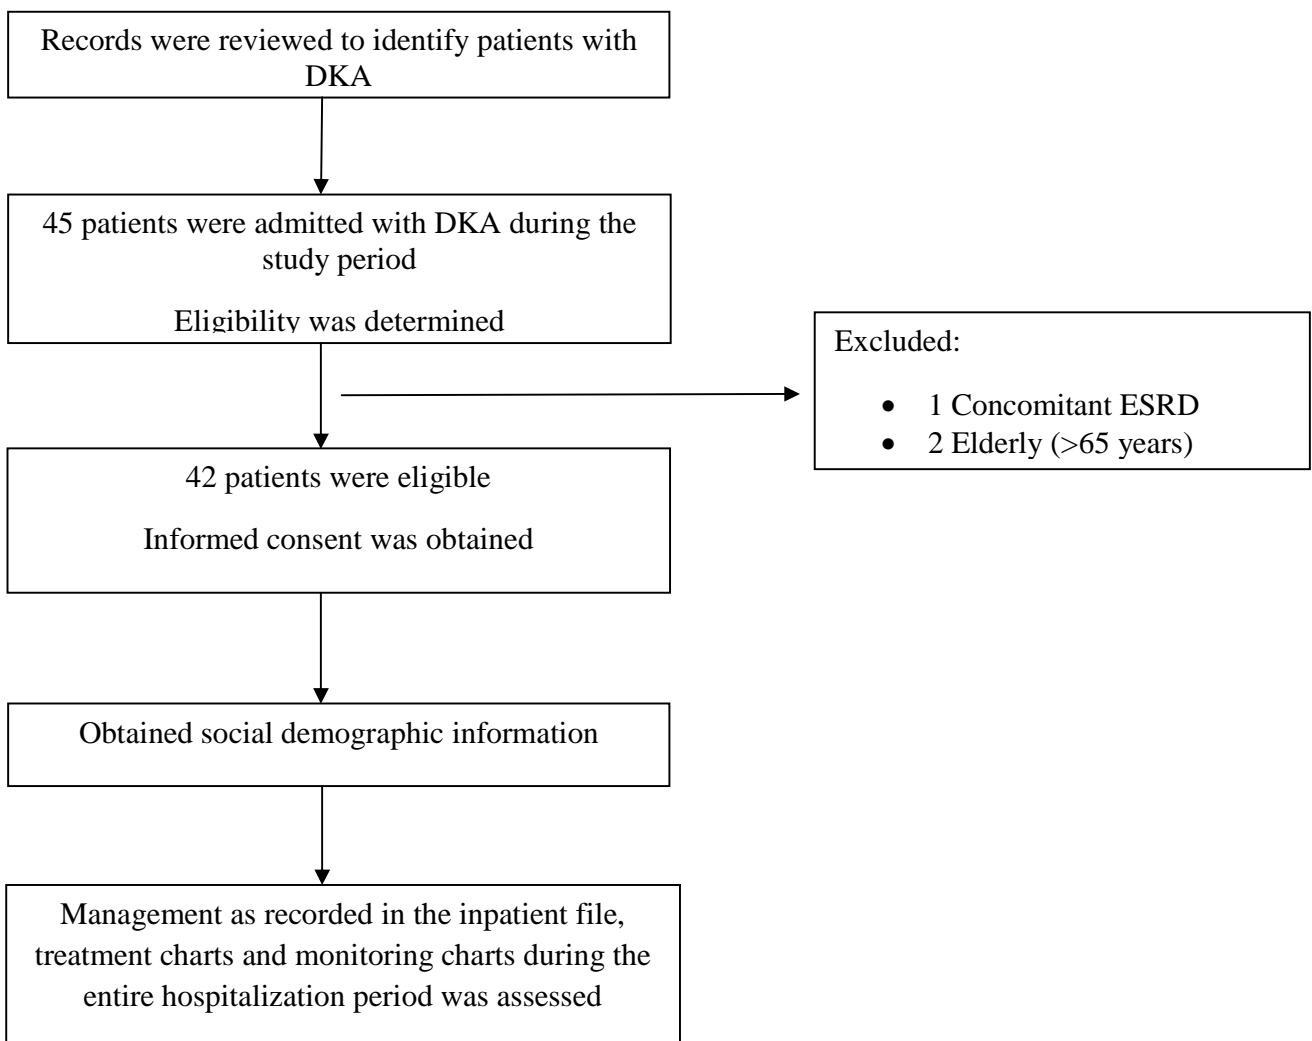 Records were reviewed to identify patients with
DKA
45 patients were admitted with DKA during the
study period
Eligibility was determined
Excluded:
• 1 Concomitant ESRD
• 2 Elderly (>65 years)
42 patients were eligible
Informed consent was obtained
Obtained social demographic information
Management as recorded in the inpatient file,
treatment charts and monitoring charts during the
entire hospitalization period was assessed